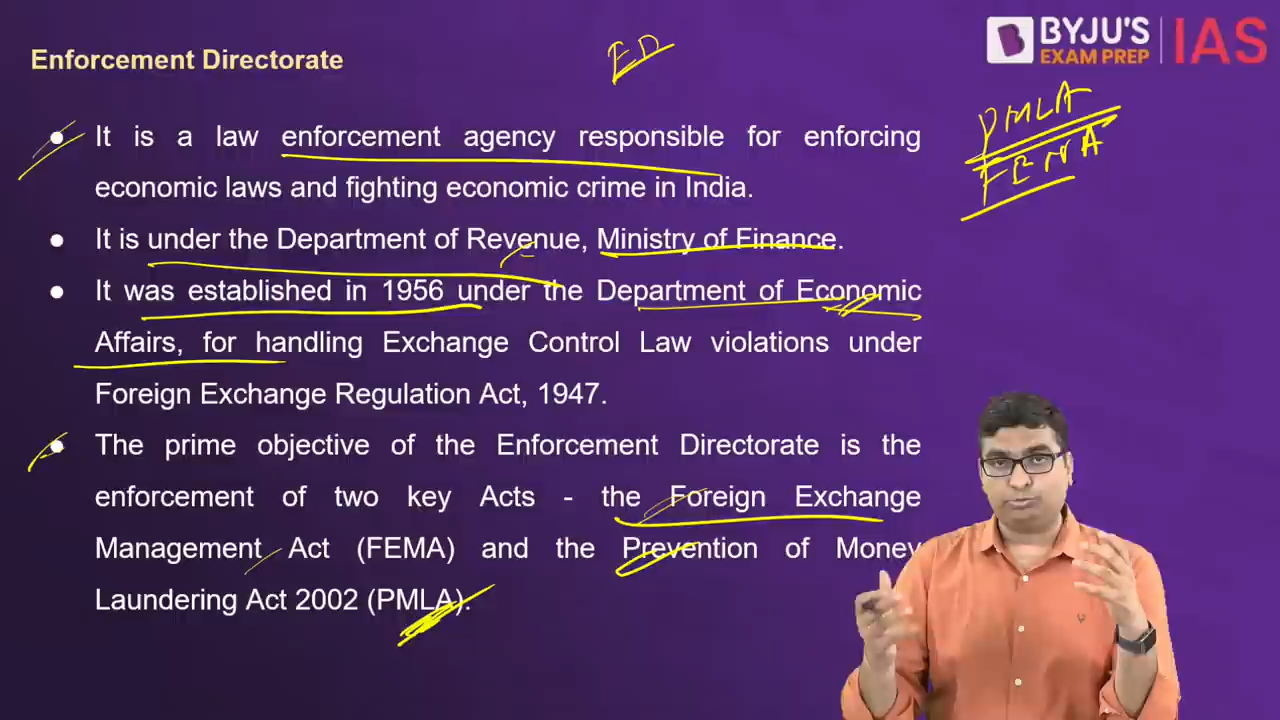 Enforcement Directorate
ED
BYJU'S
EXAM PREP
IAS
PMLA
FEMA
• It is a law enforcement agency responsible for enforcing
economic laws and fighting economic crime in India.
• It is under the Department of Revenue, Ministry of Finance.
• It was established in 1956 under the Department of Economic
Affairs, for handling Exchange Control Law violations under
Foreign Exchange Regulation Act, 1947.
• The prime objective of the Enforcement Directorate is the
enforcement of two key Acts - the Foreign Exchange
Management Act (FEMA) and the Prevention of Money
Laundering Act 2002 (PMLA).